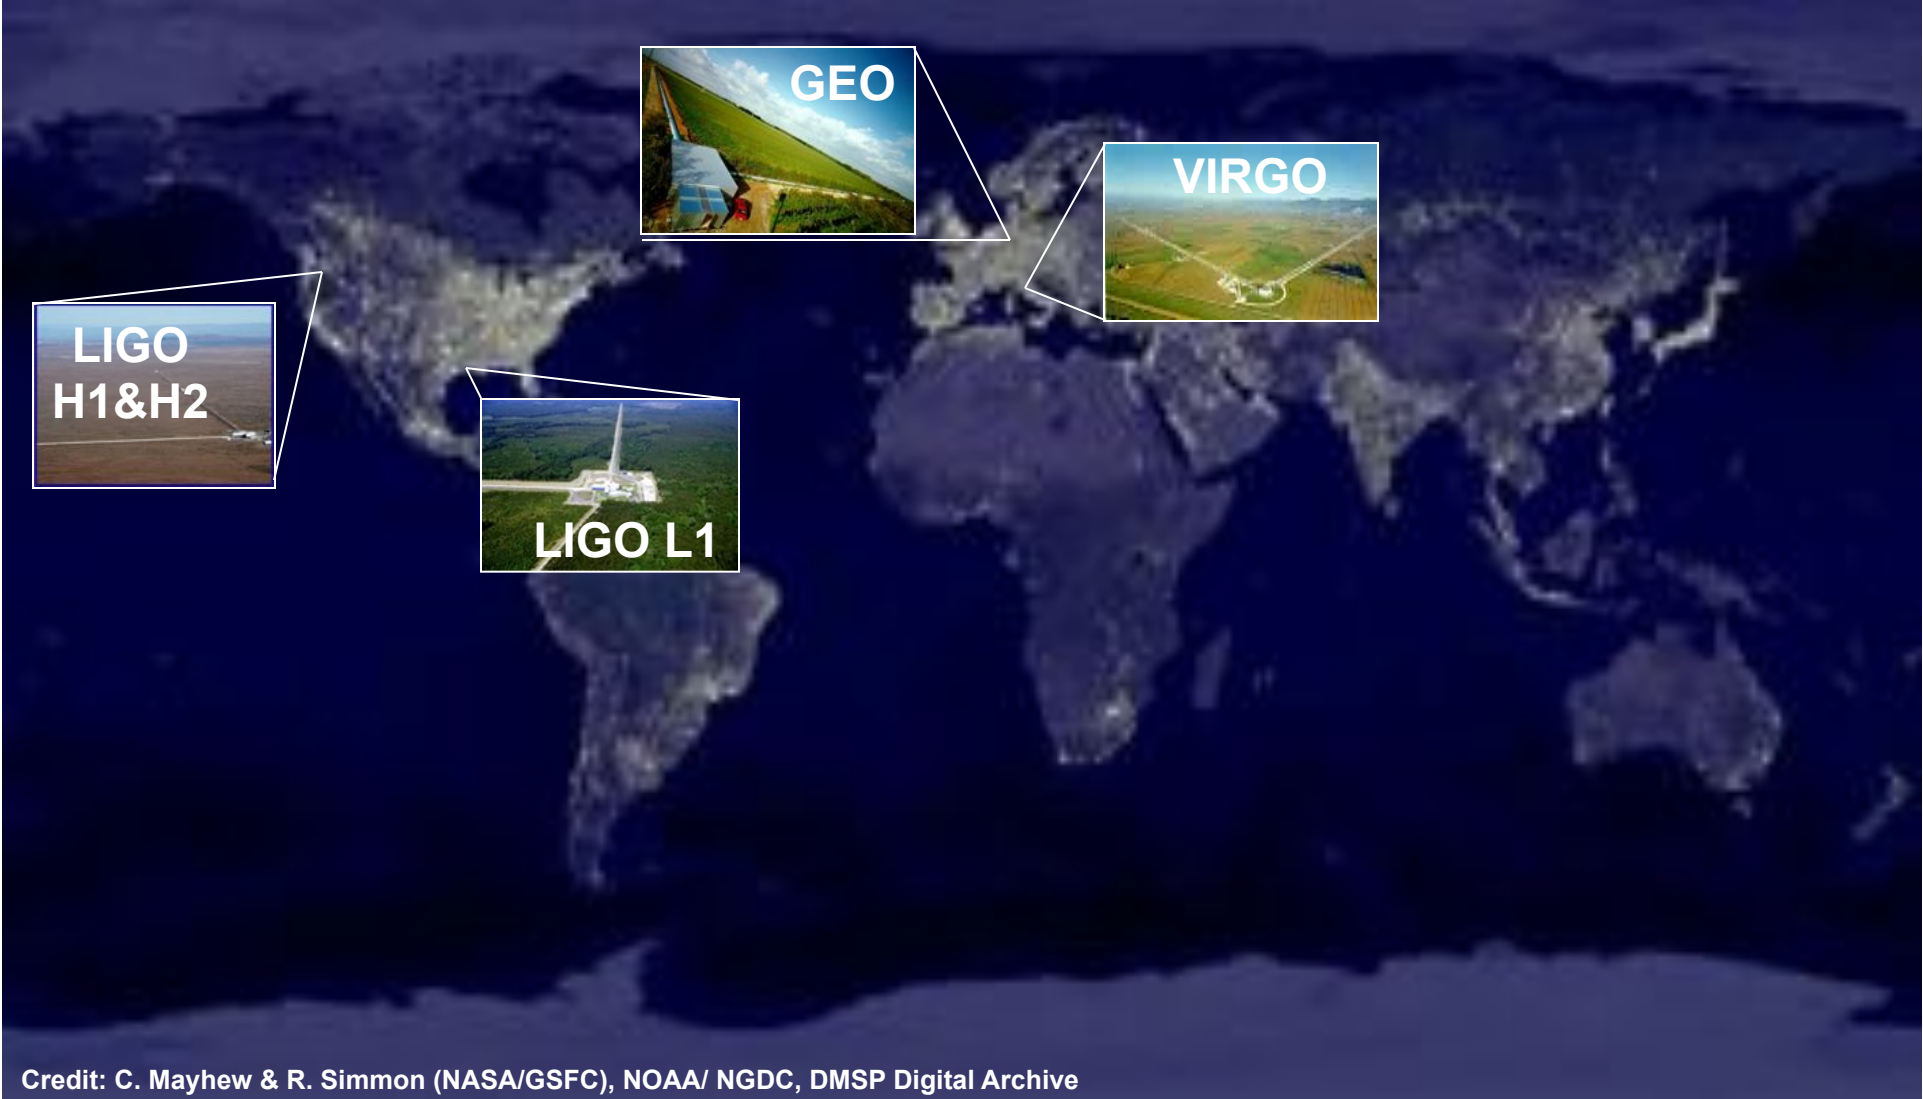 GEO
VIRGO
LIGO
H1&H2
LIGO L1
Credit: C. Mayhew & R. Simmon (NASA/GSFC), NOAA/ NGDC, DMSP Digital Archive